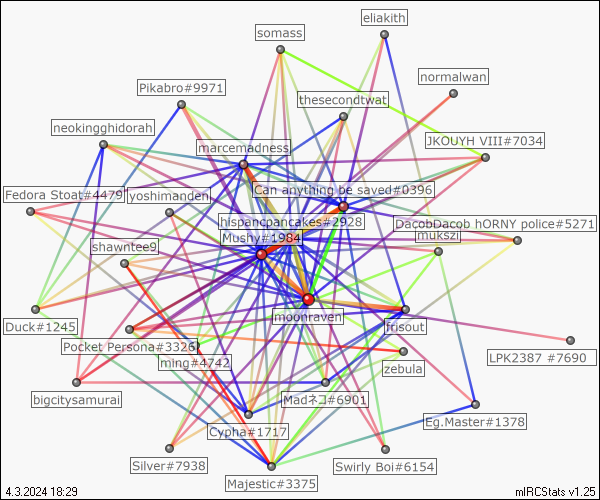 eliakith
somass
normalwan
Pikabro#9971
thesecondtwat
neokingghidorah
JKOUYH VIII#7034
marcemadness
Can anything be saved#0396
Fedora Stoat#4479
yoshimanden
hispancpancakes#2928
DacobDacob hORNY police#5271
Mushy#1984
mukszi
shawntee9
moonraven
frisout
Duck#1245
Pocket Persona#3326
LPK2387 #7690
ming#4742
zebula
bigcitysamurai
Madネコ#6901
Eg.Master#1378
Cypha#1717
Silver#7938
Swirly Boi#6154
Majestic#3375
4.3.2024 18:29
mIRCStats v1.25